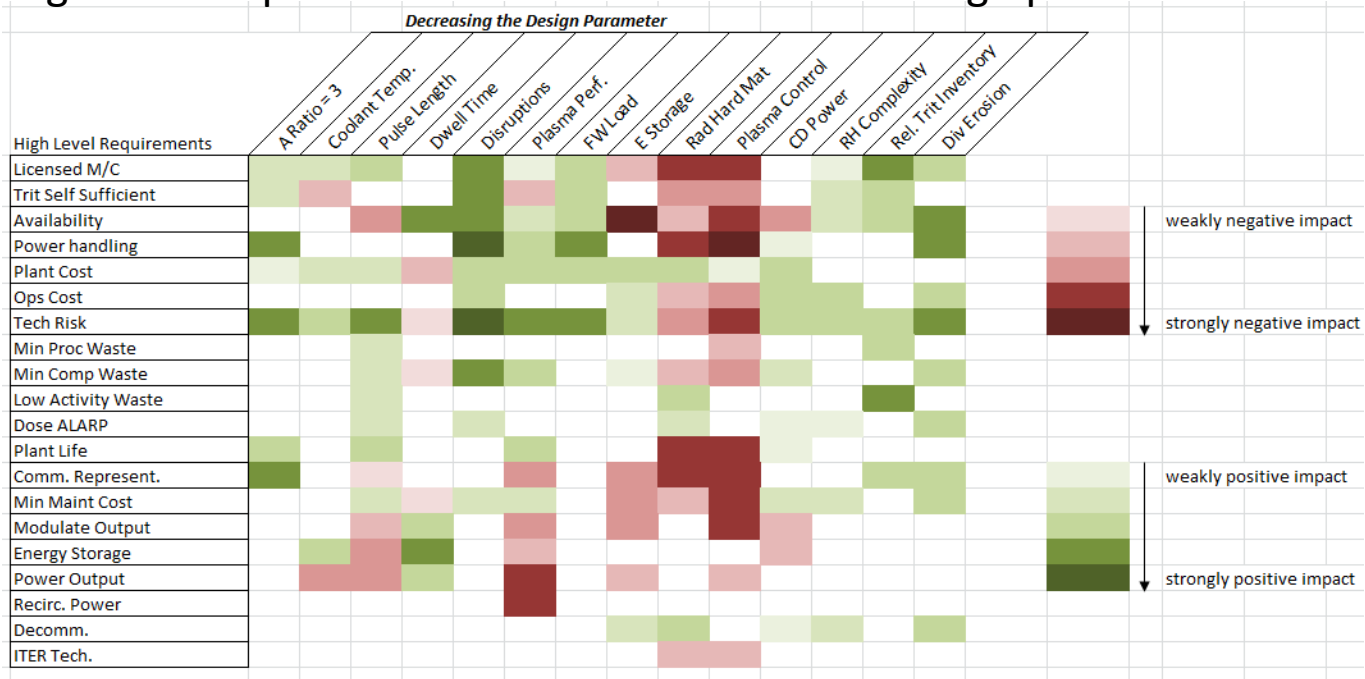 Decreasing the Design Parameter
High Level Requirements
A Ratio = 3
Coolant Temp.
Pulse Length
Dwell Time
Disruptions
Plasma Perf.
FW Load
E Storage
Rad Hard Mat
Plasma Control
CD Power
RH Complexity
Rel. Trit Inventory
Div Erosion
Licensed M/C
Trit Self Sufficient
Availability
Power handling
Plant Cost
Ops Cost
Tech Risk
Min Proc Waste
Min Comp Waste
Low Activity Waste
Dose ALARP
Plant Life
Comm. Represent.
Min Maint Cost
Modulate Output
Energy Storage
Power Output
Recirc. Power
Decomm.
ITER Tech.
weakly negative impact
strongly negative impact
weakly positive impact
strongly positive impact